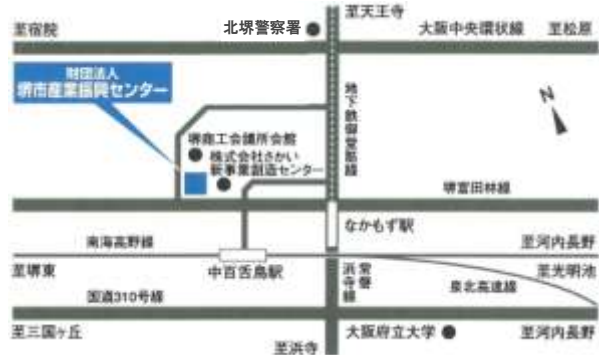 至天王寺
北堺警察署
至宿院
大阪中央環状線
至松原
財団法人
堺市産業振興センター
地下鉄御堂筋線
N
堺商工会議所会館
株式会社さかい
新事業創造センター
堺富田林線
なかもず駅
南海高野線
至河内長野
至堺東
中百舌鳥駅
常磐浜寺線
泉北高速線
至光明池
国道310号線
至三国ヶ丘
至浜寺
大阪府立大学
至河内長野